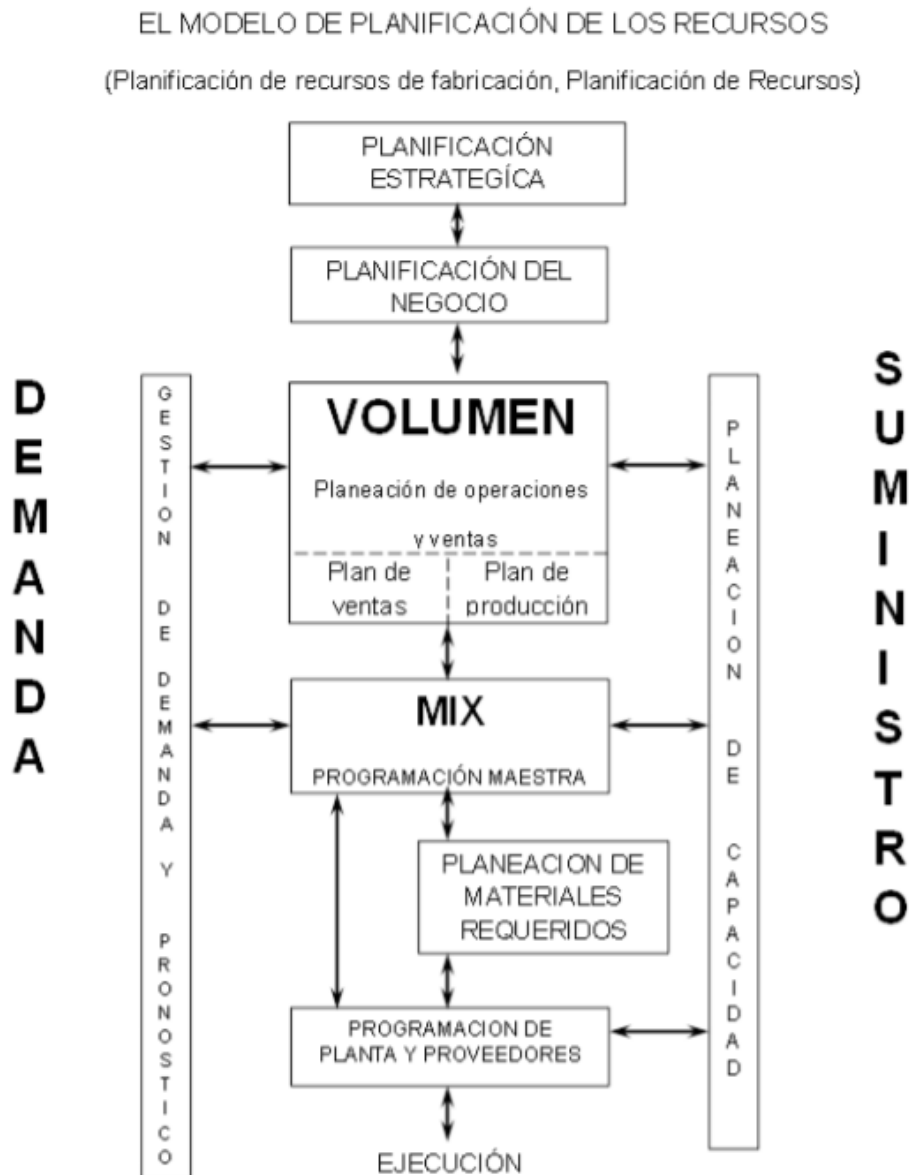 EL MODELO DE PLANIFICACIÓN DE LOS RECURSOS
(Planificación de recursos de fabricación, Planificación de Recursos)
PLANIFICACIÓN
ESTRATEGÍCA
PLANIFICACIÓN DEL
NEGOCIO
DEMANDA
GESTION DE DEMANDA Y PRONOSTICO
VOLUMEN
Planeación de operaciones
y ventas
Plan de
ventas
Plan de
producción
MIX
PROGRAMACIÓN MAESTRA
PLANEACION DE
MATERIALES
REQUERIDOS
PROGRAMACION DE
PLANTA Y PROVEEDORES
EJECUCIÓN
PLANEACION DE CAPACIDAD
SUMINISTRO